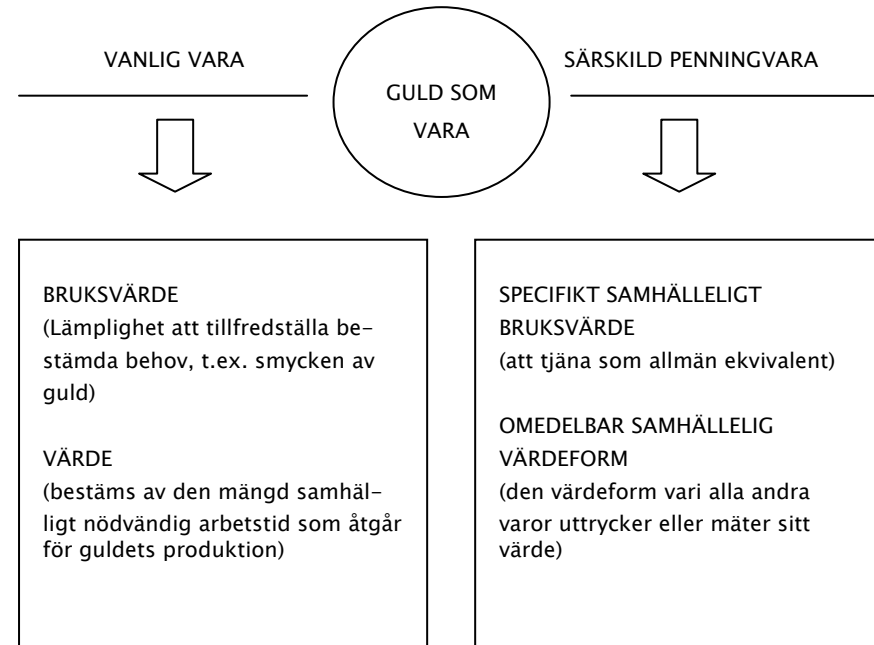 VANLIG VARA
GULD SOM
VARA
SÄRSKILD PENNINGVARA
BRUKSVÄRDE
(Lämplighet att tillfredställa be-
stämda behov, t.ex. smycken av
guld)
VÄRDE
(bestäms av den mängd samhäl-
ligt nödvändig arbetstid som åtgår
för guldets produktion)
SPECIFIKT SAMHÄLLELIGT
BRUKSVÄRDE
(att tjäna som allmän ekvivalent)
OMEDELBAR SAMHÄLLELIG
VÄRDEFORM
(den värdeform vari alla andra
varor uttrycker eller mäter sitt
värde)